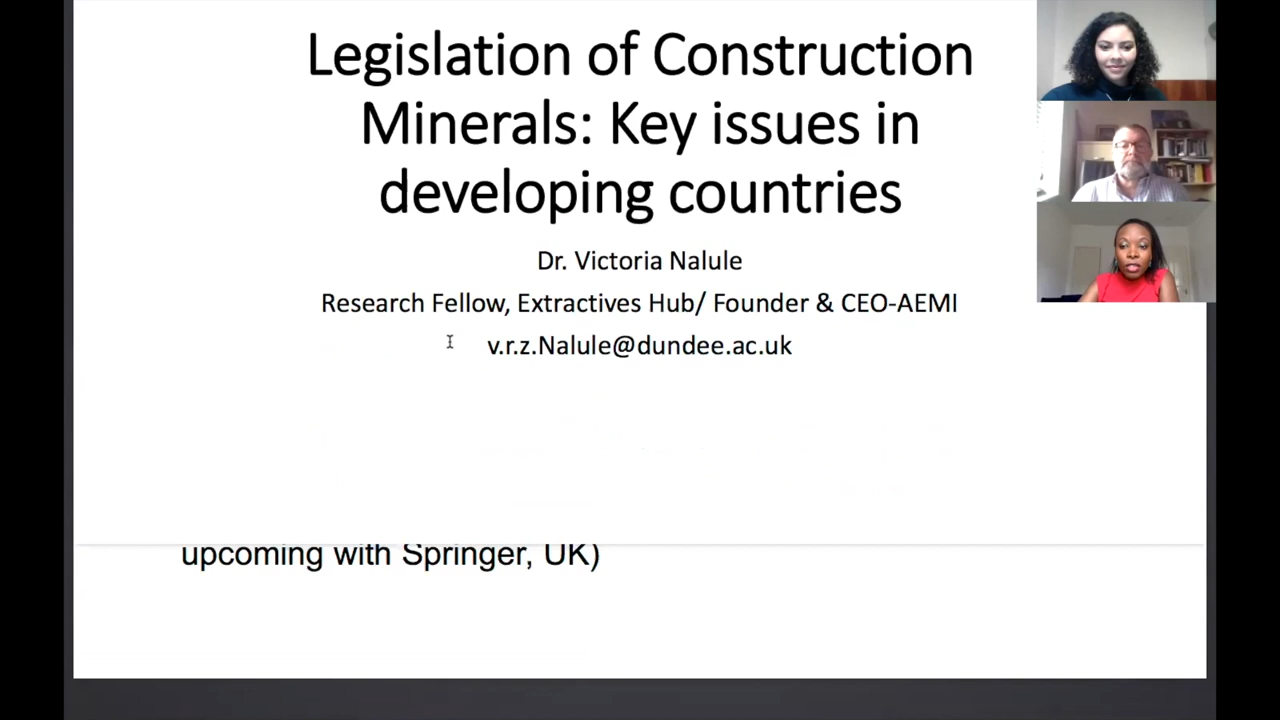 Legislation of Construction
Minerals: Key issues in
developing countries
Dr. Victoria Nalule
Research Fellow, Extractives Hub/ Founder & CEO-AEMI
v.r.z.Nalule@dundee.ac.uk
upcoming with Springer, UK)